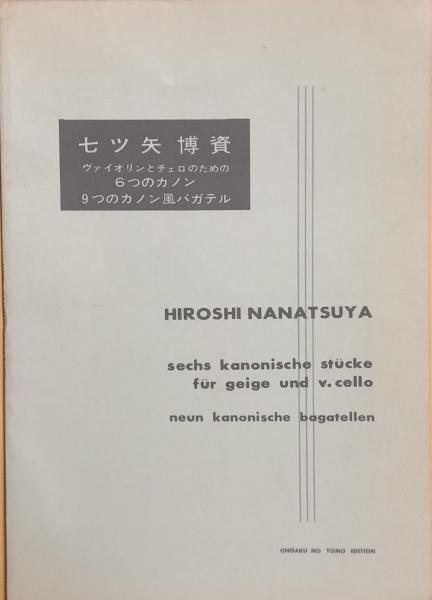 七ツ矢 博資
ヴァイオリンとチェロのための
6つのカノン
9つのカノン風バガテル
HIROSHI NANATSUYA
sechs kanonische stücke
für geige und v. cello
neun kanonische bagatellen
ONGAKU NO TOMO EDITION